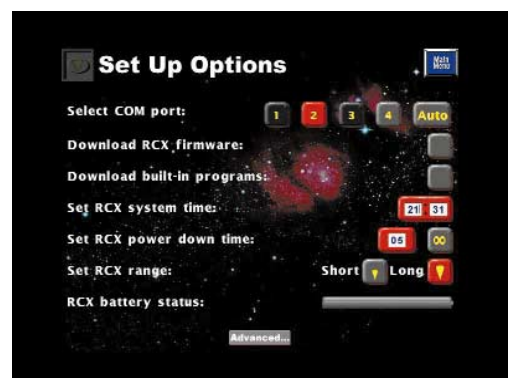 Set Up Options
Main Menu
Select COM port: 1 2 3 4 Auto
Download RCX firmware:
Download built-in programs:
Set RCX system time: 21 31
Set RCX power down time: 05 ∞
Set RCX range: Short Long
RCX battery status:
Advanced...